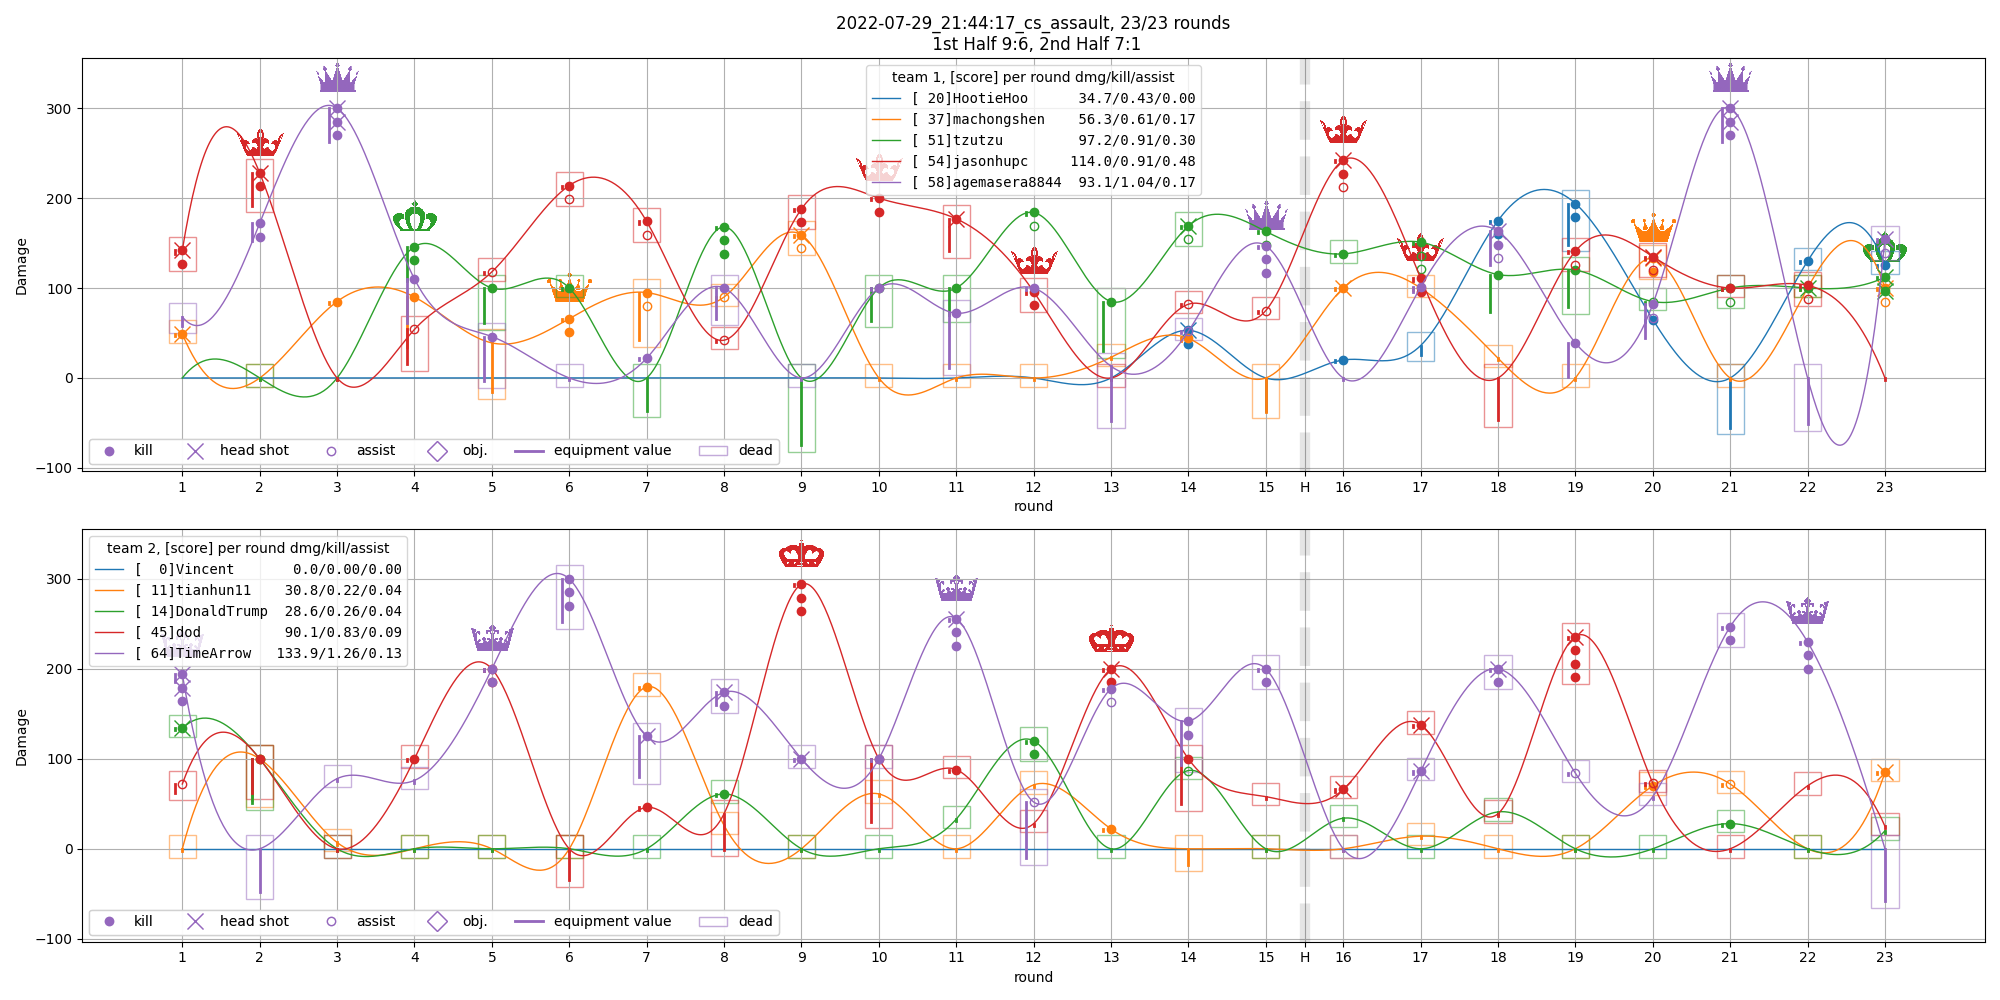 2022-07-29_21:44:17_cs_assault, 23/23 rounds
1st Half 9:6, 2nd Half 7:1
team 1, [score] per round dmg/kill/assist
[ 20]HootieHoo 34.7/0.43/0.00
[ 37]machongshen 56.3/0.61/0.17
[ 51]tzutzu 97.2/0.91/0.30
[ 54]jasonhupc 114.0/0.91/0.48
[ 58]agemasera8844 93.1/1.04/0.17
Damage
300
200
100
0
−100
kill head shot assist obj. equipment value dead
1 2 3 4 5 6 7 8 9 10 11 12 13 14 15 H 16 17 18 19 20 21 22 23
round
team 2, [score] per round dmg/kill/assist
[ 0]Vincent 0.0/0.00/0.00
[ 11]tianhun11 30.8/0.22/0.04
[ 14]DonaldTrump 28.6/0.26/0.04
[ 45]dod 90.1/0.83/0.09
[ 64]TimeArrow 133.9/1.26/0.13
Damage
300
200
100
0
−100
kill head shot assist obj. equipment value dead
1 2 3 4 5 6 7 8 9 10 11 12 13 14 15 H 16 17 18 19 20 21 22 23
round